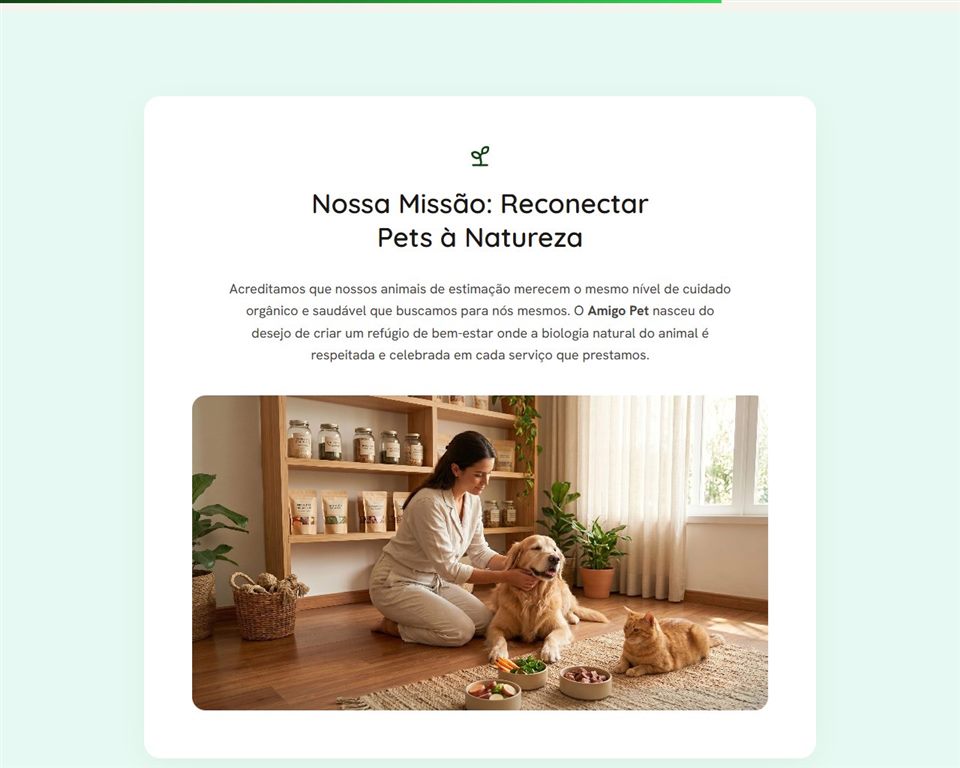 Nossa Missão: Reconectar
Pets à Natureza
Acreditamos que nossos animais de estimação merecem o mesmo nível de cuidado
orgânico e saudável que buscamos para nós mesmos. O Amigo Pet nasceu do
desejo de criar um refúgio de bem-estar onde a biologia natural do animal é
respeitada e celebrada em cada serviço que prestamos.